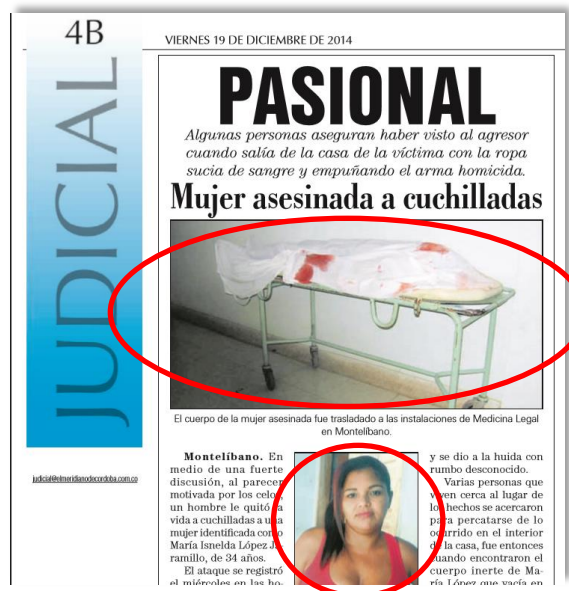 4B
JUDICIAL
VIERNES 19 DE DICIEMBRE DE 2014
PASIONAL
Algunas personas aseguran haber visto al agresor
cuando salía de la casa de la víctima con la ropa
sucia de sangre y empuñando el arma homicida.
Mujer asesinada a cuchilladas
El cuerpo de la mujer asesinada fue trasladado a las instalaciones de Medicina Legal
en Montelíbano.
judicial@elmeridianodecordoba.com.co
Montelíbano. En
medio de una fuerte
discusión, al parecer
motivada por los celos,
un hombre le quitó la
vida a cuchilladas a una
mujer identificada como
María Isnelda López Ja-
ramillo, de 34 años.
El ataque se registró
el miércoles en las ho-
y se dio a la huida con
rumbo desconocido.
Varias personas que
viven cerca al lugar de
los hechos se acercaron
para percatarse de lo
ocurrido en el interior
de la casa, fue entonces
cuando encontraron el
cuerpo inerte de Ma-
ría López que yacía en